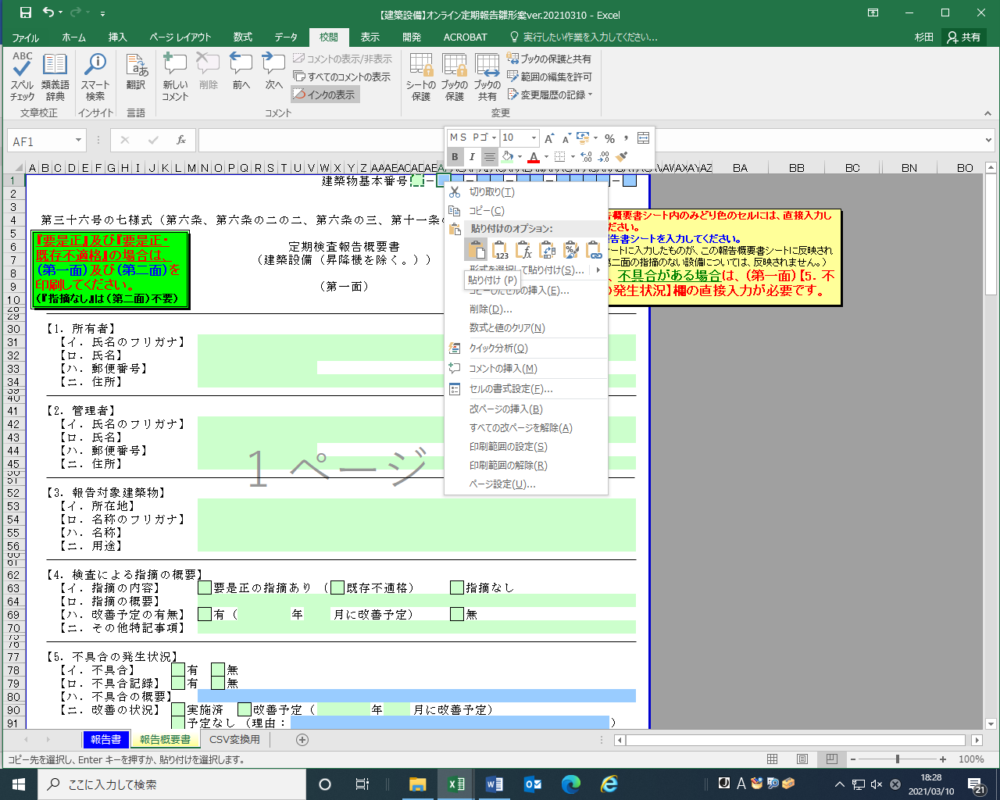 【建築設備】オンライン定期報告雛形案ver.20210310 - Excel
ファイル ホーム 挿入 ページ レイアウト 数式 データ 校閲 表示 開発 ACROBAT 実行したい作業を入力してください... 杉田 共有
ABC
スペル チェック
類義語 辞典
スマート 検索
翻訳
新しい コメント
削除
前へ
次へ
コメントの表示/非表示
すべてのコメントの表示
インクの表示
シートの 保護
ブックの 保護
ブックの 共有
ブックの保護と共有
範囲の編集を許可
変更履歴の記録
文章校正 インサイト 言語 コメント 変更
AF1
fx
ＭＳ Ｐゴ 10
A B C D E F G H I J K L M N O P Q R S T U V W X Y Z AA AB AC AD AE
BA BB BC BN BO
1 建築物基本番号
2
3
4 第三十六号の七様式（第六条、第六条の二の二、第六条の三、第十一条
5
6 定期検査報告概要書
7 （建築設備（昇降機を除く。））
8
9 （第一面）
10
『要是正』及び『要是正・
既存不適格』の場合は、
（第一面）及び（第二面）を
印刷してください。
（『指摘なし』は（第二面）不要）
概要書シート内のみどり色のセルには、直接入力し
ださい。
告書シートを入力してください。
ートに入力したものが、この報告概要書シートに反映され
第二面の指摘のない設備については、反映されません。）
、不具合がある場合は、（第一面）【5．不
の発生状況】欄の直接入力が必要です。
切り取り(T)
コピー(C)
貼り付けのオプション:
123
fx
%
形式を選択して貼り付け(S)...
貼り付け (P)
コピーしたセルの挿入(E)...
削除(D)...
数式と値のクリア(N)
クイック分析(Q)
コメントの挿入(M)
セルの書式設定(F)...
改ページの挿入(B)
すべての改ページを解除(A)
印刷範囲の設定(S)
印刷範囲の解除(R)
ページ設定(U)...
28
29
30 【1．所有者】
31 【イ．氏名のフリガナ】
32 【ロ．氏名】
33 【ハ．郵便番号】
34 【ニ．住所】
39
40
41 【2．管理者】
42 【イ．氏名のフリガナ】
43 【ロ．氏名】
44 【ハ．郵便番号】
45 【ニ．住所】
1 ページ
50
51
52 【3．報告対象建築物】
53 【イ．所在地】
54 【ロ．名称のフリガナ】
55 【ハ．名称】
56 【ニ．用途】
60
61
62 【4．検査による指摘の概要】
63 【イ．指摘の内容】 要是正の指摘あり （ 既存不適格） 指摘なし
64 【ロ．指摘の概要】
69 【ハ．改善予定の有無】 有（ 年 月に改善予定） 無
70 【ニ．その他特記事項】
75
76
77 【5．不具合の発生状況】
78 【イ．不具合】 有 無
79 【ロ．不具合記録】 有 無
80 【ハ．不具合の概要】
90 【ニ．改善の状況】 実施済 改善予定（ 年 月に改善予定）
91 予定なし （理由： ）
報告書 報告概要書 CSV変換用
コピー先を選択し、Enter キーを押すか、貼り付けを選択します。
100%
ここに入力して検索
A
18:28
2021/03/10
21